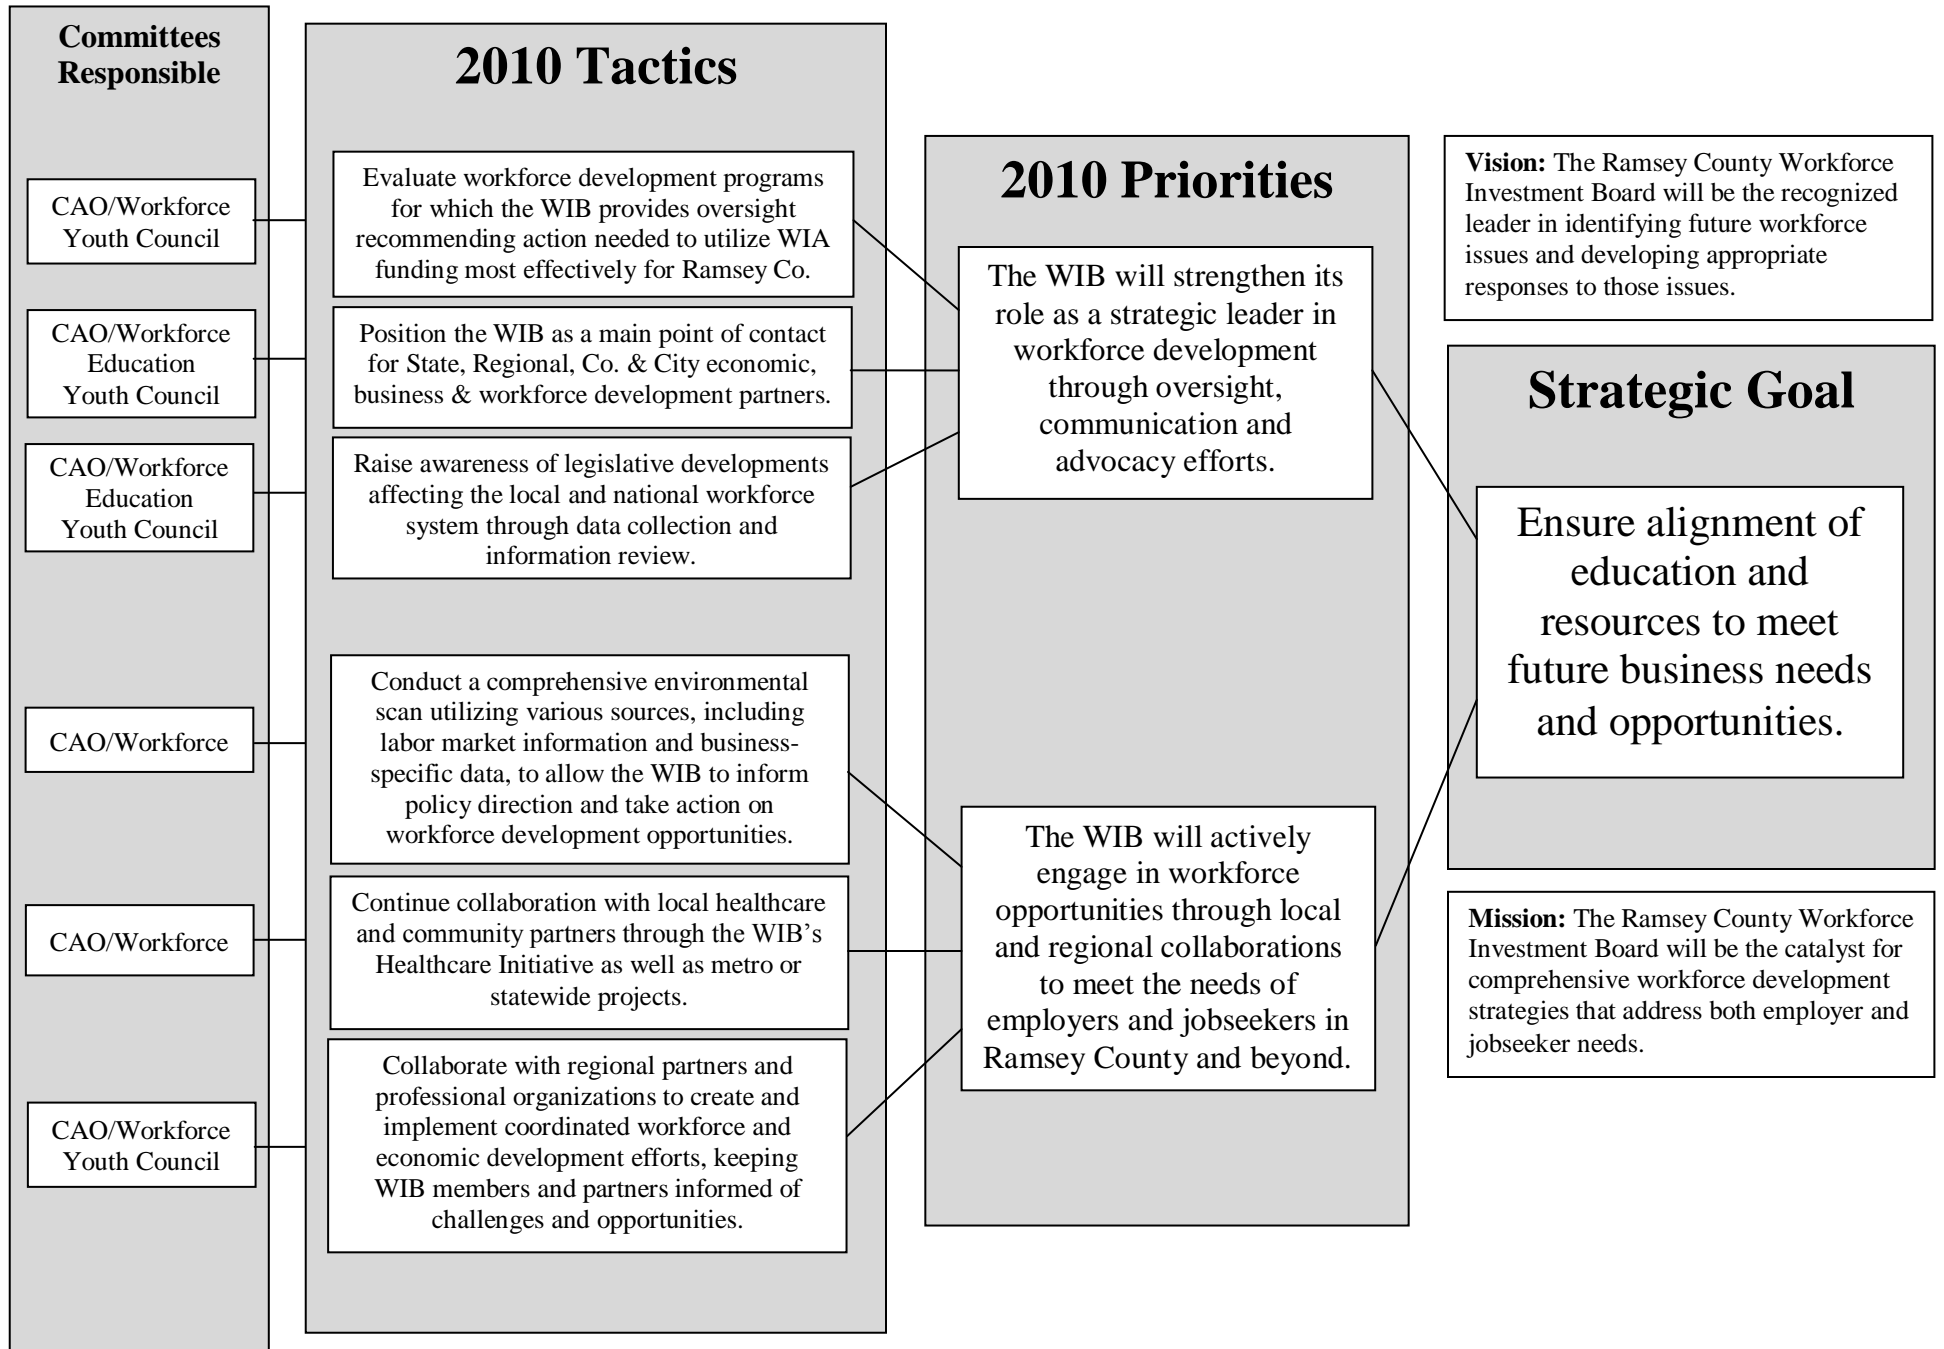 Committees
Responsible
CAO/Workforce
Youth Council
CAO/Workforce
Education
Youth Council
CAO/Workforce
Education
Youth Council
CAO/Workforce
CAO/Workforce
CAO/Workforce
Youth Council
2010 Tactics
Evaluate workforce development programs
for which the WIB provides oversight
recommending action needed to utilize WIA
funding most effectively for Ramsey Co.
Position the WIB as a main point of contact
for State, Regional, Co. & City economic,
business & workforce development partners.
Raise awareness of legislative developments
affecting the local and national workforce
system through data collection and
information review.
Conduct a comprehensive environmental
scan utilizing various sources, including
labor market information and business-
specific data, to allow the WIB to inform
policy direction and take action on
workforce development opportunities.
Continue collaboration with local healthcare
and community partners through the WIB’s
Healthcare Initiative as well as metro or
statewide projects.
Collaborate with regional partners and
professional organizations to create and
implement coordinated workforce and
economic development efforts, keeping
WIB members and partners informed of
challenges and opportunities.
2010 Priorities
The WIB will strengthen its
role as a strategic leader in
workforce development
through oversight,
communication and
advocacy efforts.
The WIB will actively
engage in workforce
opportunities through local
and regional collaborations
to meet the needs of
employers and jobseekers in
Ramsey County and beyond.
Vision: The Ramsey County Workforce
Investment Board will be the recognized
leader in identifying future workforce
issues and developing appropriate
responses to those issues.
Strategic Goal
Ensure alignment of
education and
resources to meet
future business needs
and opportunities.
Mission: The Ramsey County Workforce
Investment Board will be the catalyst for
comprehensive workforce development
strategies that address both employer and
jobseeker needs.